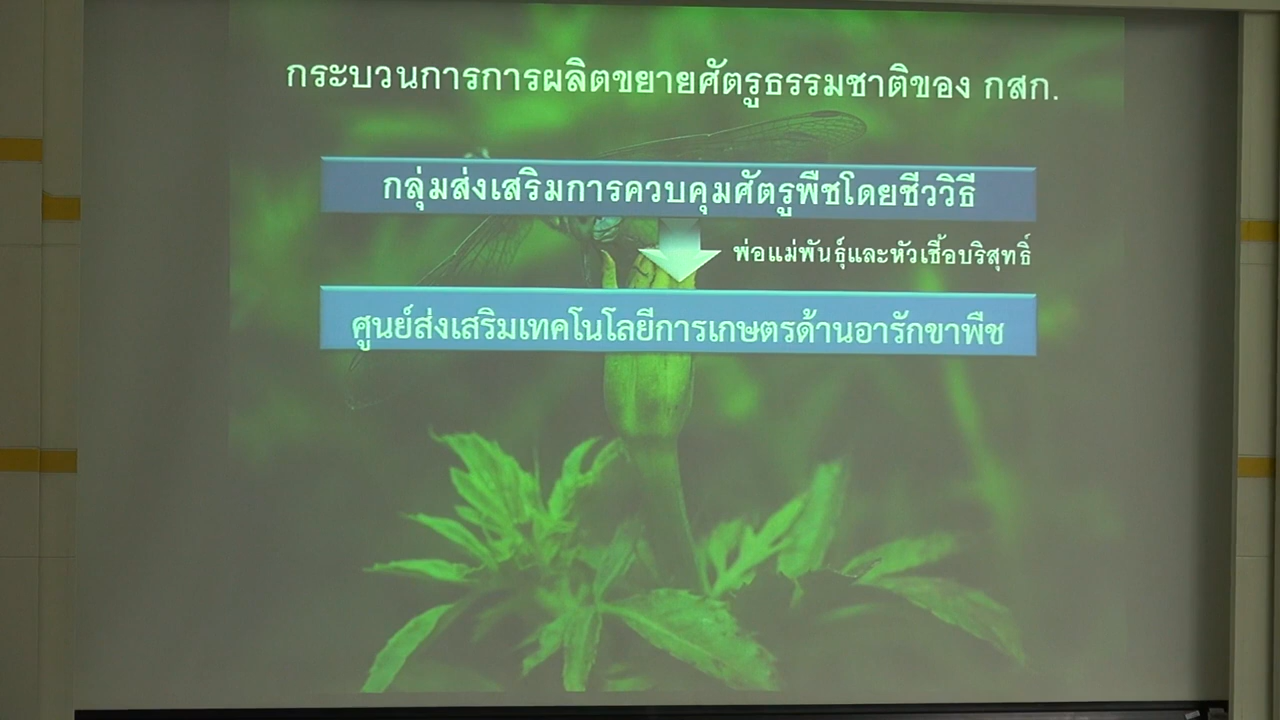 กระบวนการการผลิตขยายศัตรูธรรมชาติของ กสก.
กลุ่มส่งเสริมการควบคุมศัตรูพืชโดยชีววิธี
พ่อแม่พันธุ์และหัวเชื้อบริสุทธิ์
ศูนย์ส่งเสริมเทคโนโลยีการเกษตรด้านอารักขาพืช